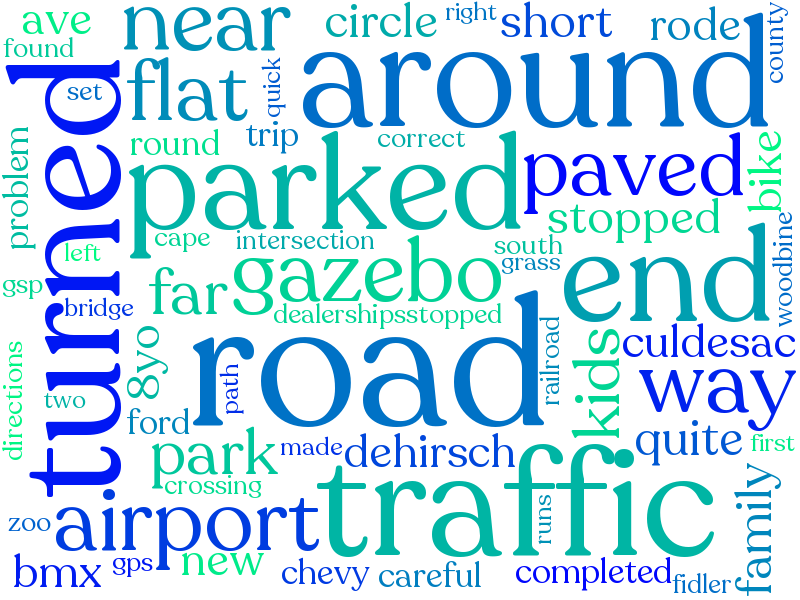 ave
near
circle
right
short
rode
county
found
set
flat
quick
around
turned
round
trip
correct
problem
parked
paved
bike
stopped
cape
intersection
south
grass
woodbine
left
gsp
bridge
far
gazebo
end
dealershipsstopped
8yo
road
railroad
kids
culdesac
directions
two
path
way
ford
park
made
dehirsch
quite
first
crossing
traffic
zoo
airport
runs
family
bmx
gps
new
chevy
careful
completed
fidler